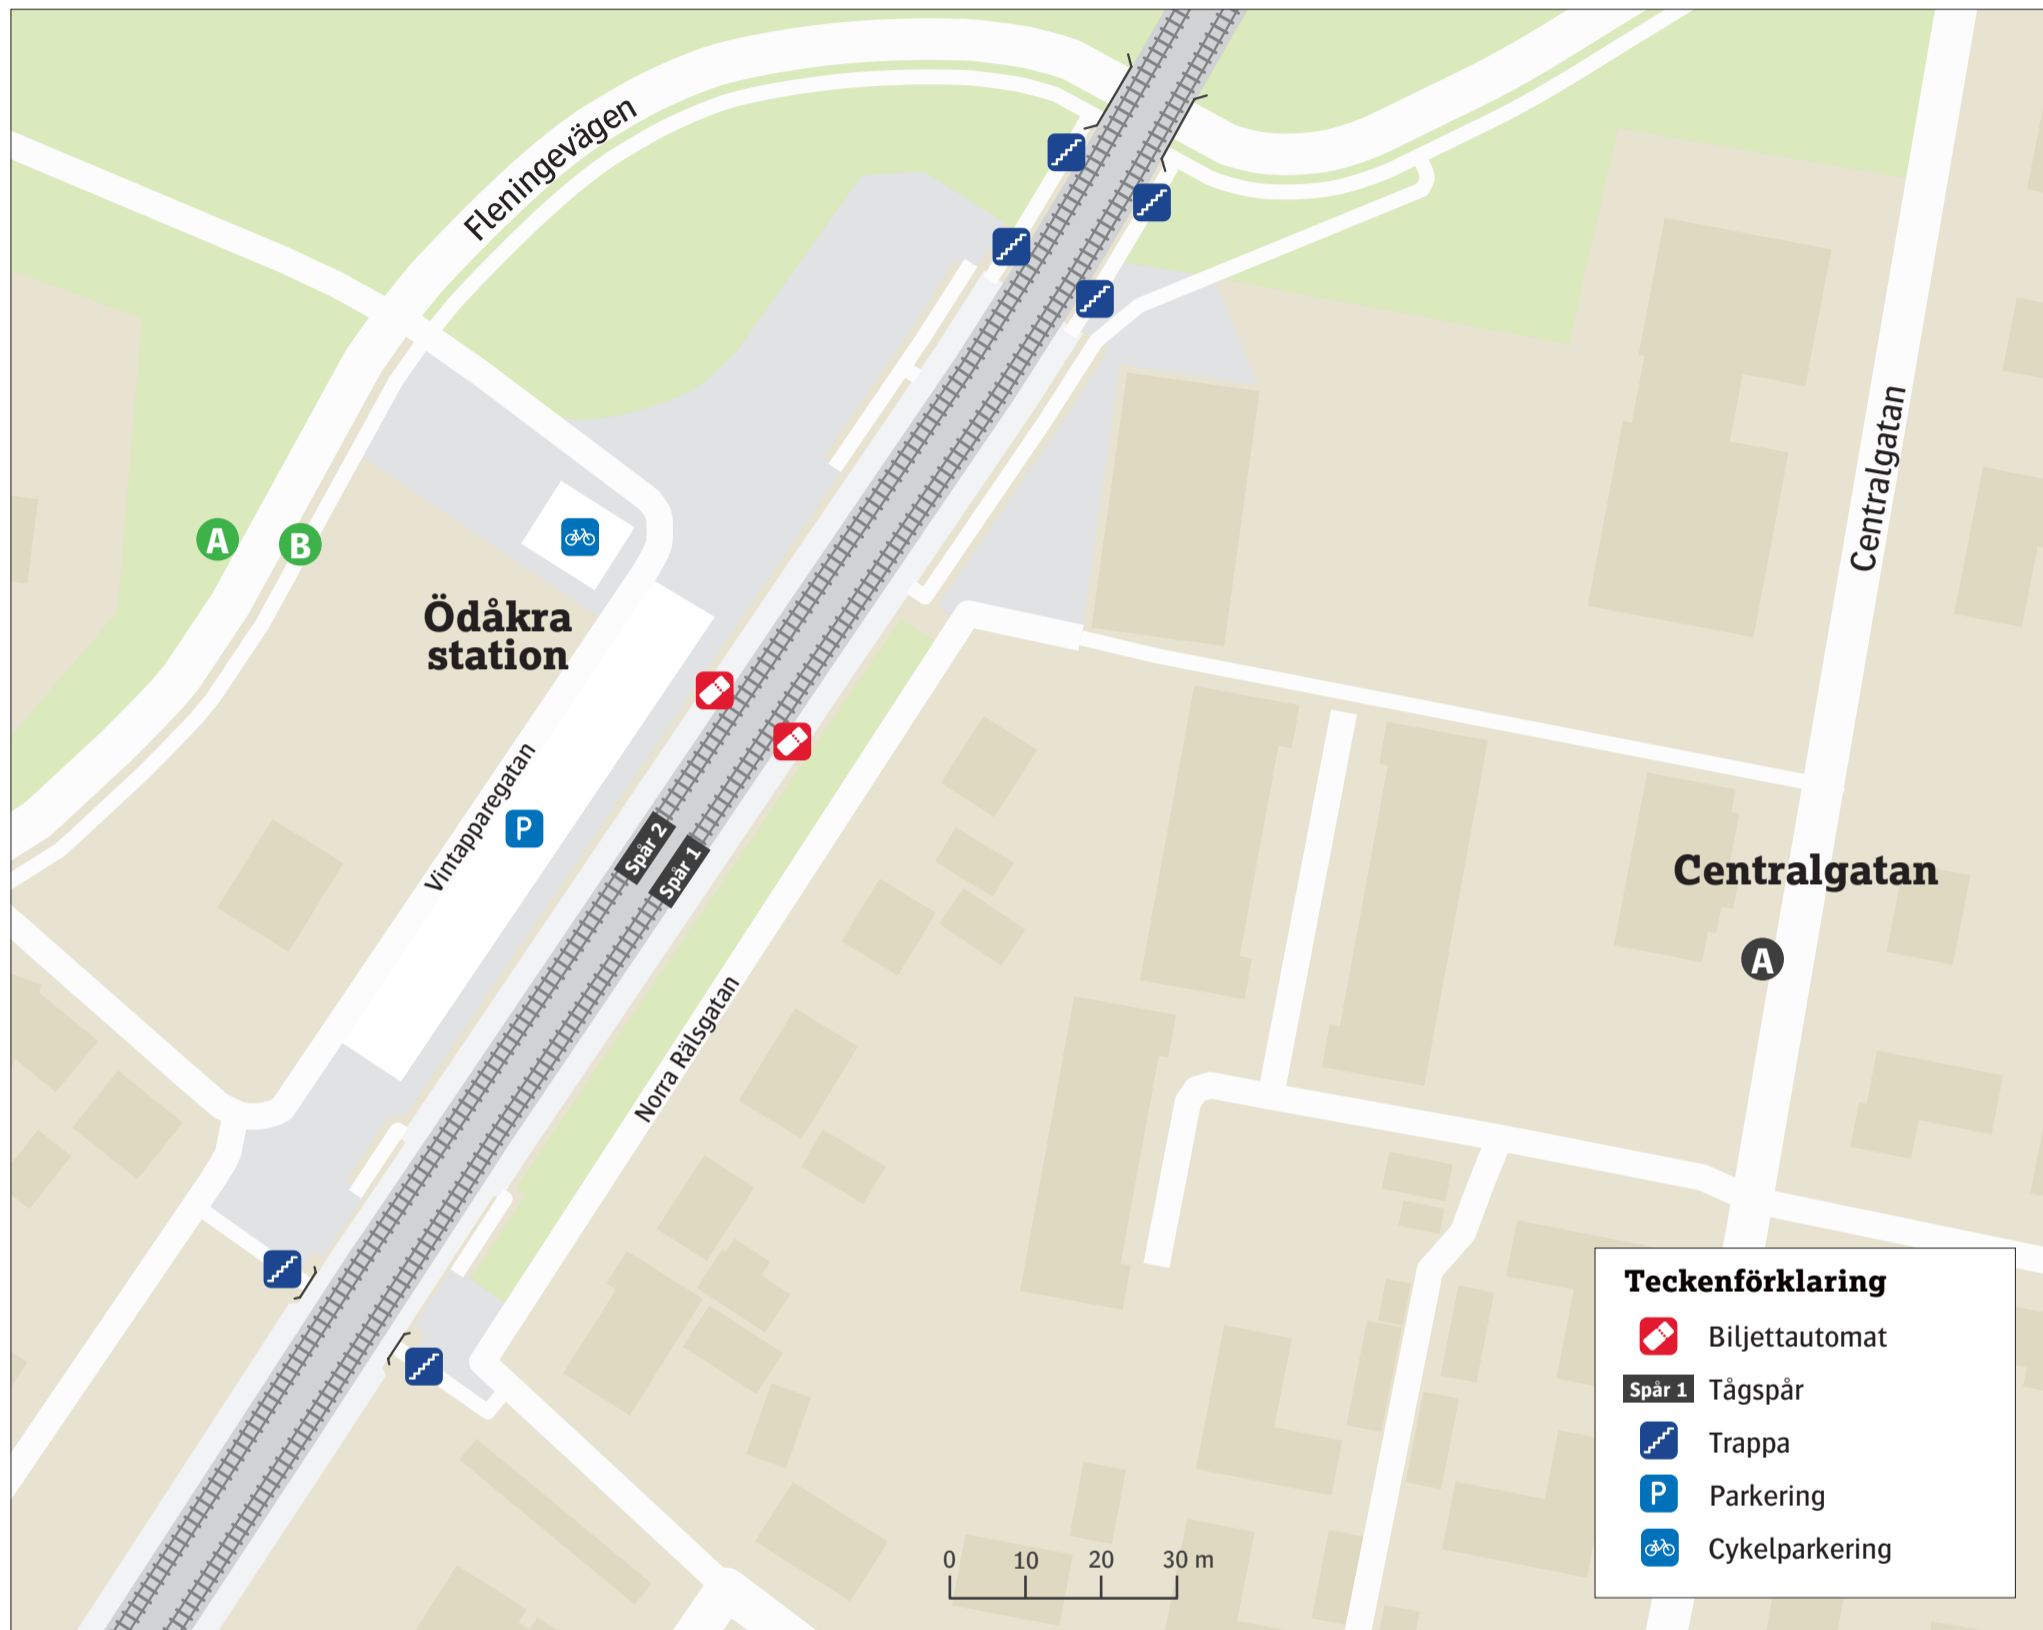 Fleningevägen
Centralgatan
A
B
Ödåkra
station
Vintapparegatan
P
Spår 2
Spår 1
Norra Rälsgatan
Centralgatan
A
0 10 20 30 m
Teckenförklaring
Biljettautomat
Spår 1 Tågspår
Trappa
P Parkering
Cykelparkering